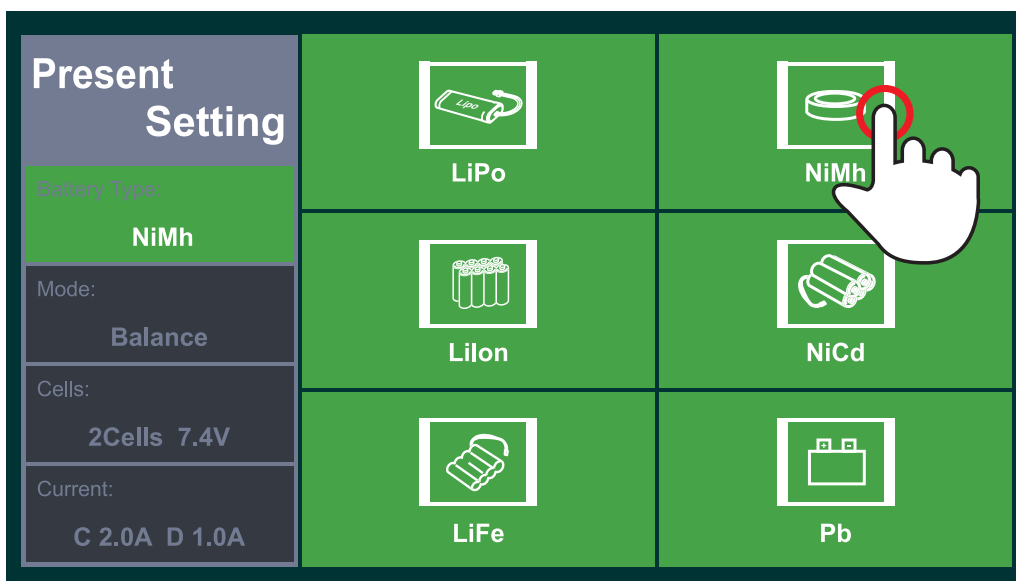 Present
Setting
Battery Type:
NiMh
Mode:
Balance
Cells:
2Cells 7.4V
Current:
C 2.0A D 1.0A
Lipo
LiPo
NiMh
LiIon
NiCd
LiFe
+ -
Pb